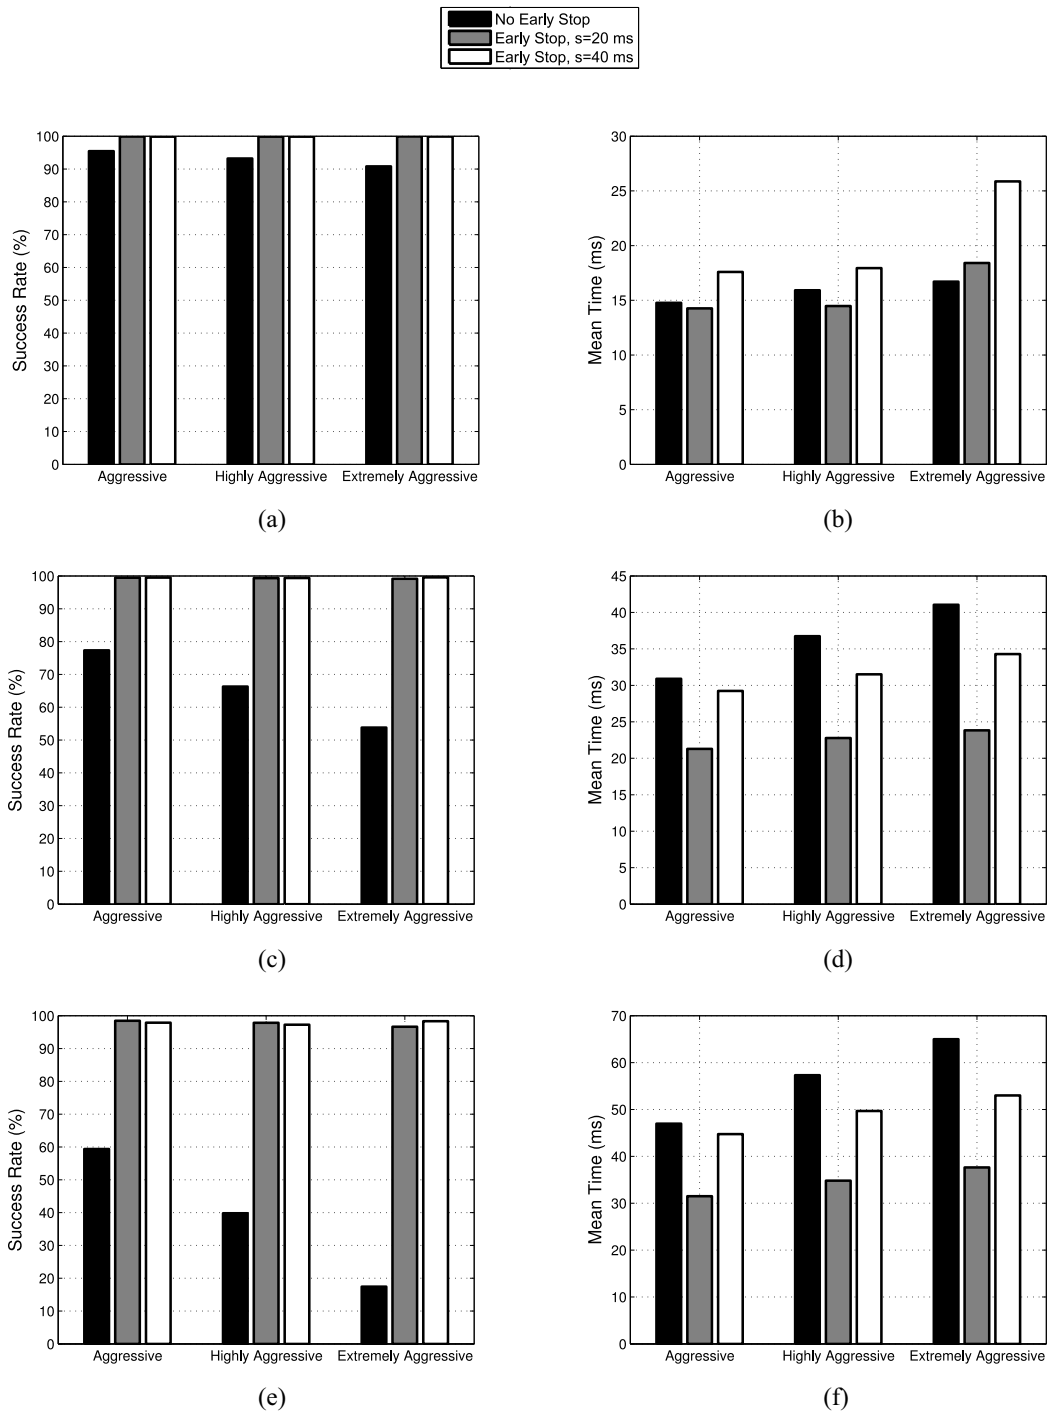 No Early Stop
Early Stop, s=20 ms
Early Stop, s=40 ms
100
90
80
70
60
50
40
30
20
10
0
Success Rate (%)
Aggressive Highly Aggressive Extremely Aggressive
(a)
30
25
20
15
10
5
0
Mean Time (ms)
Aggressive Highly Aggressive Extremely Aggressive
(b)
100
90
80
70
60
50
40
30
20
10
0
Success Rate (%)
Aggressive Highly Aggressive Extremely Aggressive
(c)
45
40
35
30
25
20
15
10
5
0
Mean Time (ms)
Aggressive Highly Aggressive Extremely Aggressive
(d)
100
90
80
70
60
50
40
30
20
10
0
Success Rate (%)
Aggressive Highly Aggressive Extremely Aggressive
(e)
70
60
50
40
30
20
10
0
Mean Time (ms)
Aggressive Highly Aggressive Extremely Aggressive
(f)